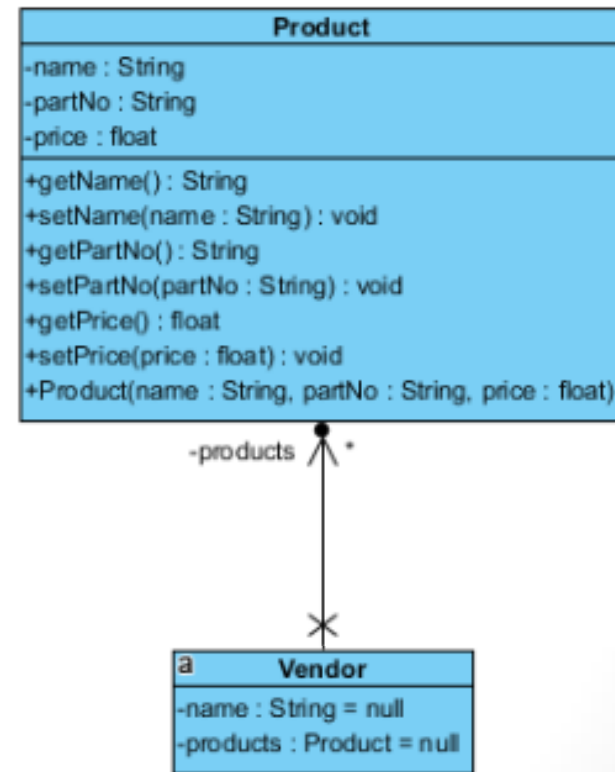 Product
-name : String
-partNo : String
-price : float
+getName() : String
+setName(name : String) : void
+getPartNo() : String
+setPartNo(partNo : String) : void
+getPrice() : float
+setPrice(price : float) : void
+Product(name : String, partNo : String, price : float)
-products *
a Vendor
-name : String = null
-products : Product = null